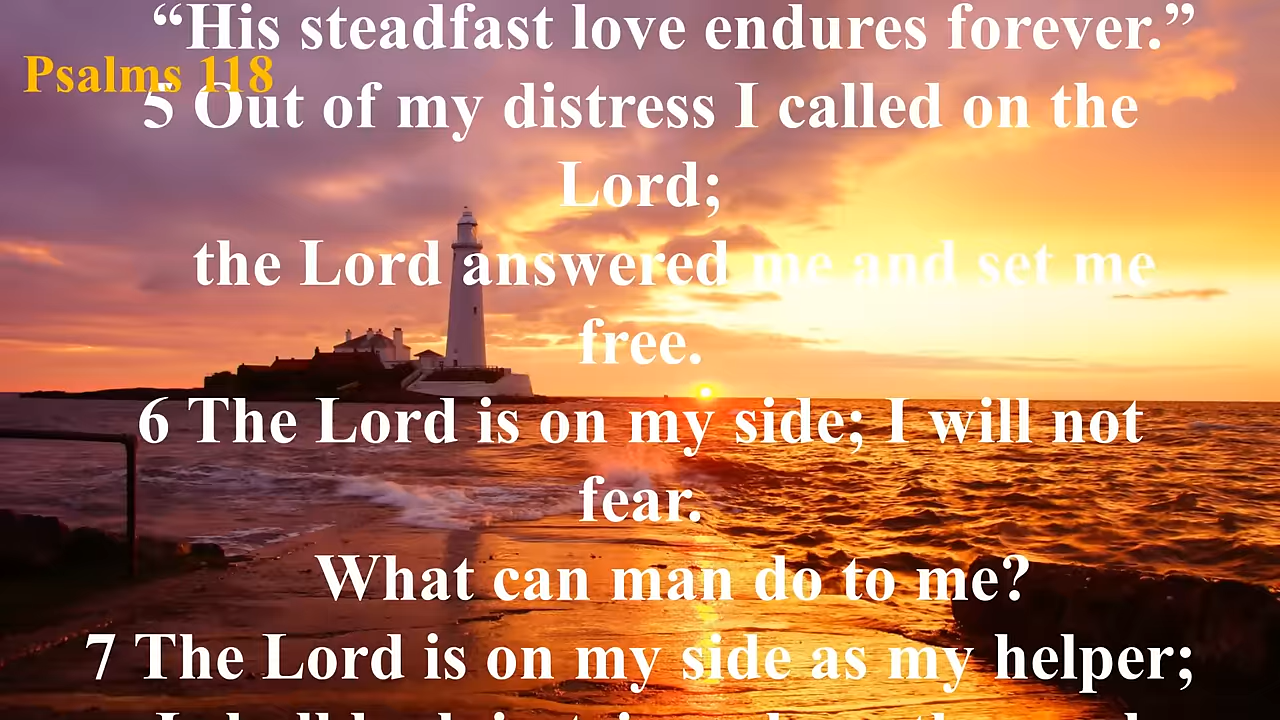 “His steadfast love endures forever.”
Psalms 118
5 Out of my distress I called on the
Lord;
the Lord answered me and set me
free.
6 The Lord is on my side; I will not
fear.
What can man do to me?
7 The Lord is on my side as my helper;